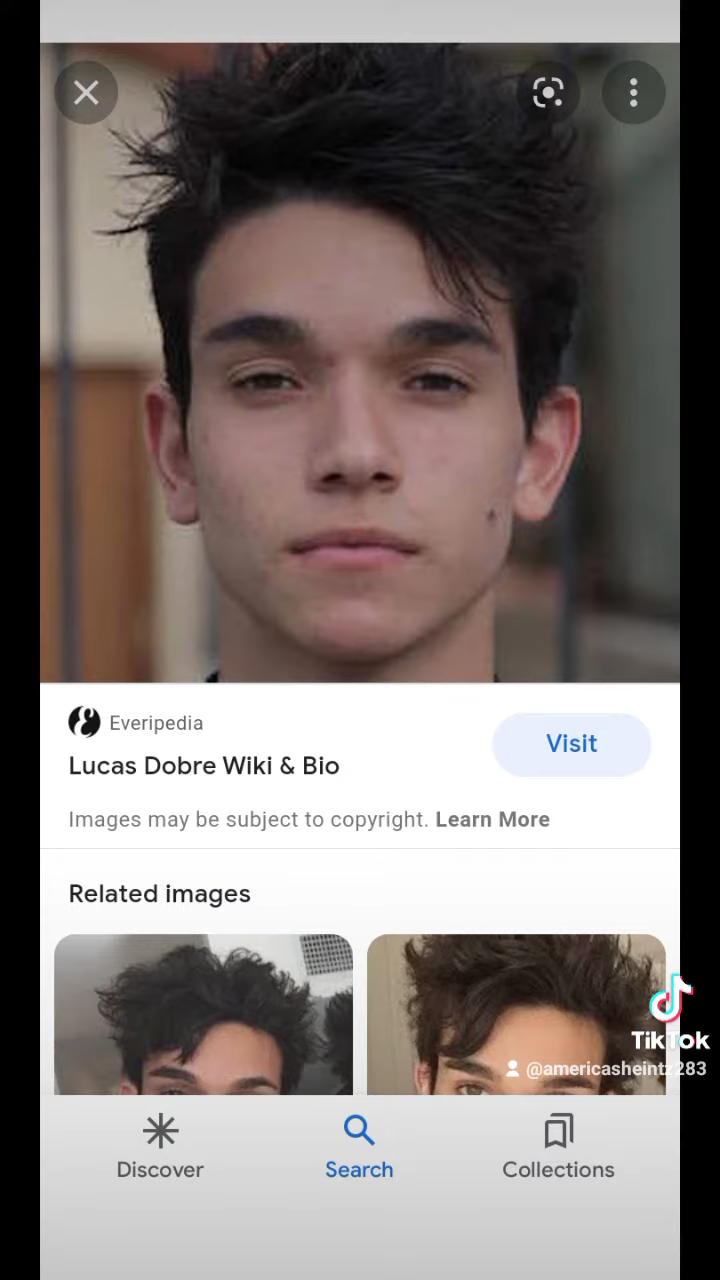 Everipedia
Lucas Dobre Wiki & Bio
Visit
Images may be subject to copyright. Learn More
Related images
TikTok
@americasheintz283
Discover
Search
Collections